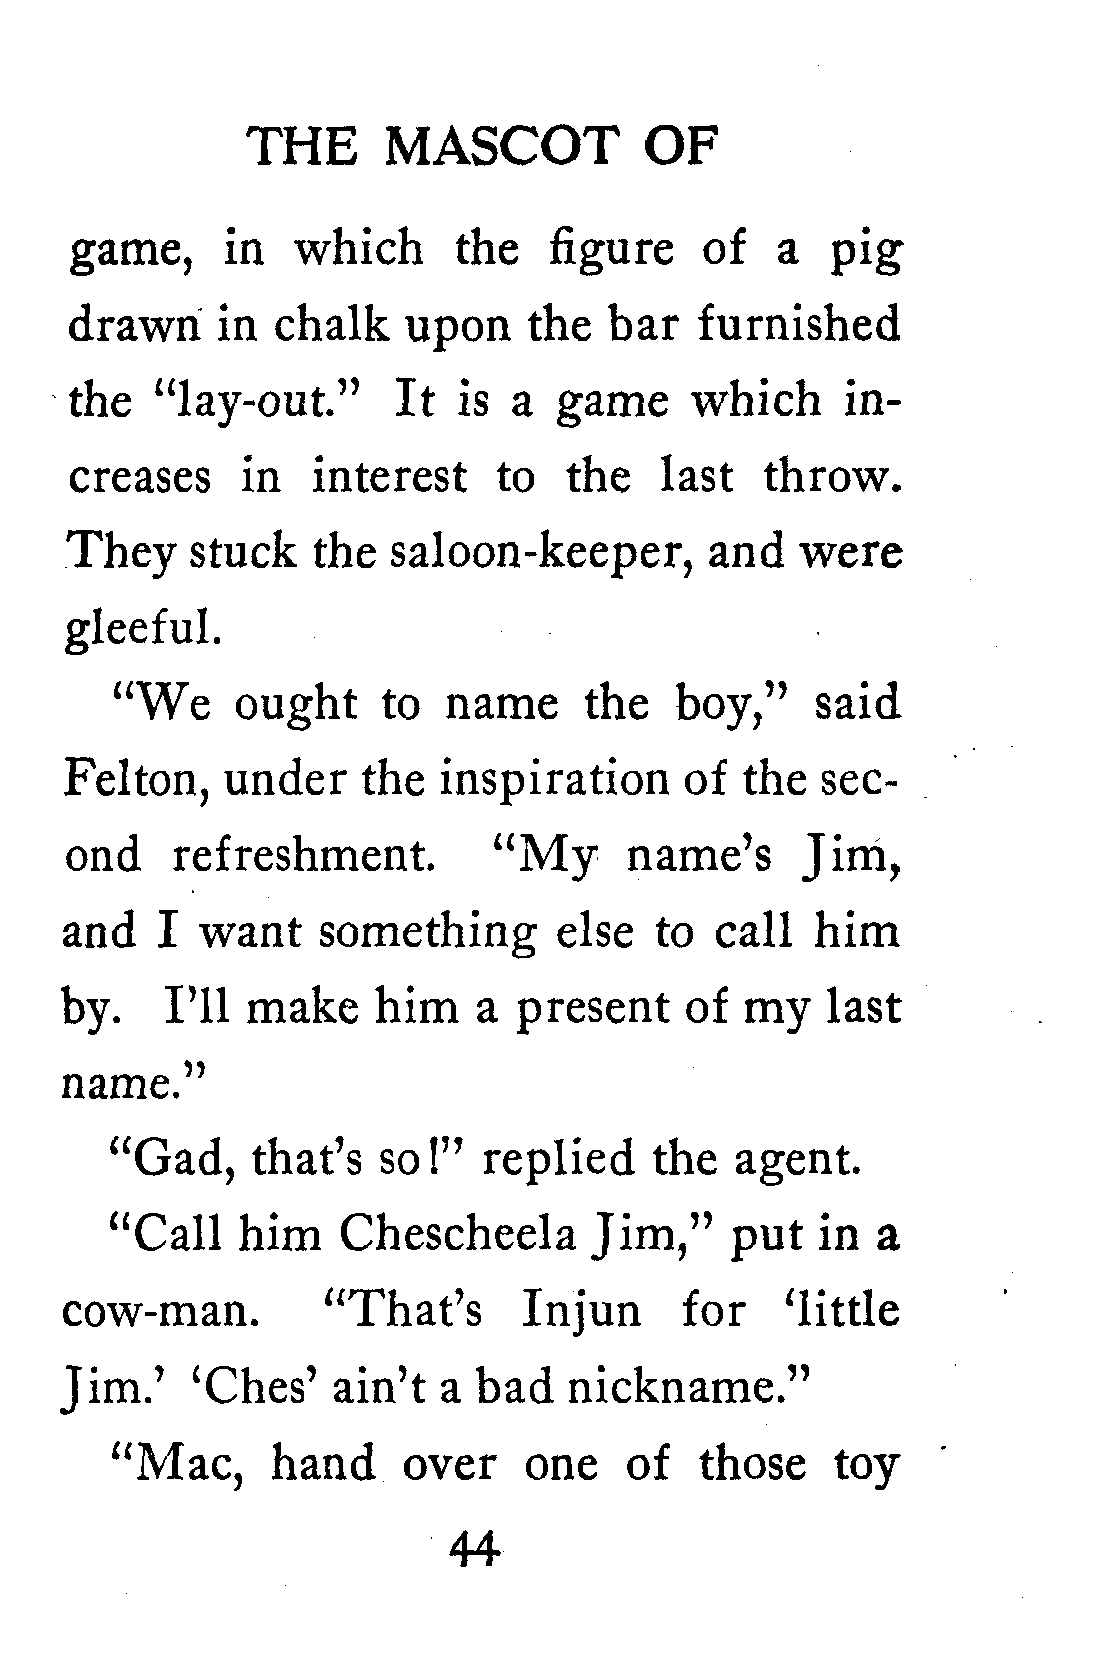 THE MASCOT OF
game, in which the figure of a pig
drawn in chalk upon the bar furnished
the “lay-out.” It is a game which in-
creases in interest to the last throw.
They stuck the saloon-keeper, and were
gleeful.
“We ought to name the boy,” said
Felton, under the inspiration of the sec-
ond refreshment. “My name’s Jim,
and I want something else to call him
by. I’ll make him a present of my last
name.”
“Gad, that’s so!” replied the agent.
“Call him Chescheela Jim,” put in a
cow-man. “That’s Injun for ‘little
Jim.’ ‘Ches’ ain’t a bad nickname.”
“Mac, hand over one of those toy
44